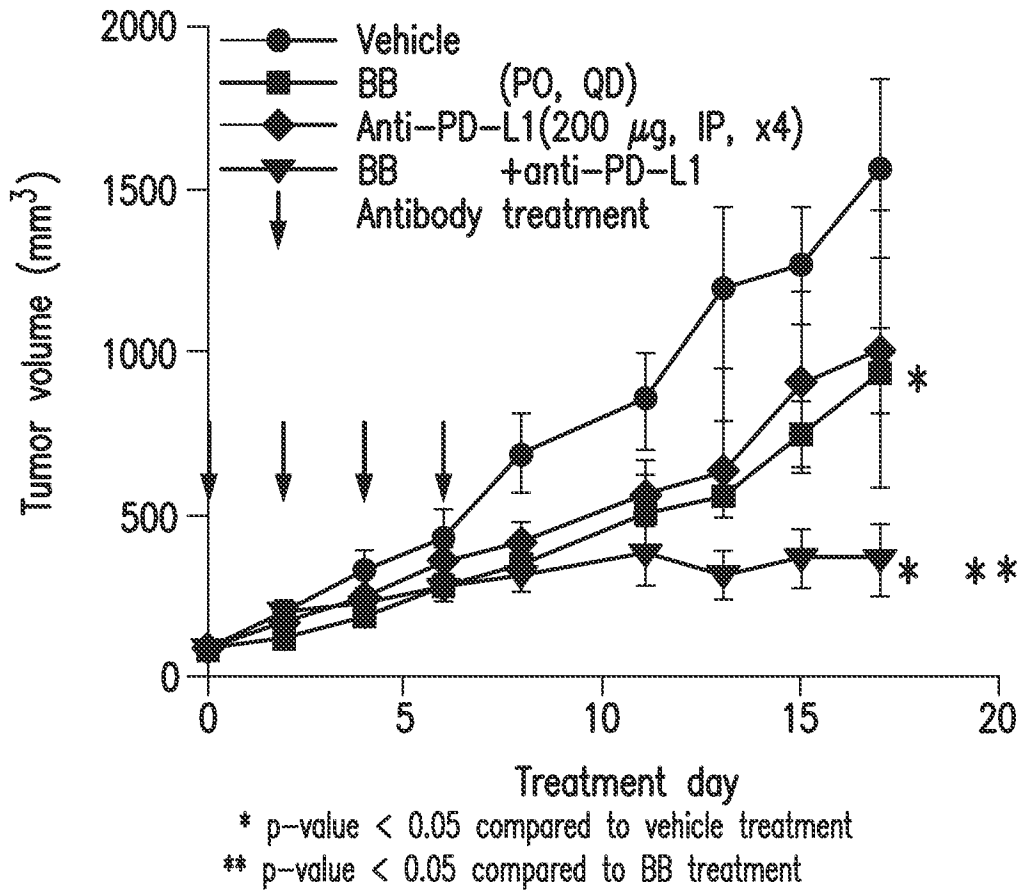 Tumor volume (mm³)
2000
1500
1000
500
0
Vehicle
BB (PO, QD)
Anti-PD-L1(200 μg, IP, x4)
BB +anti-PD-L1
Antibody treatment
*
* **
0 5 10 15 20
Treatment day
* p-value < 0.05 compared to vehicle treatment
** p-value < 0.05 compared to BB treatment